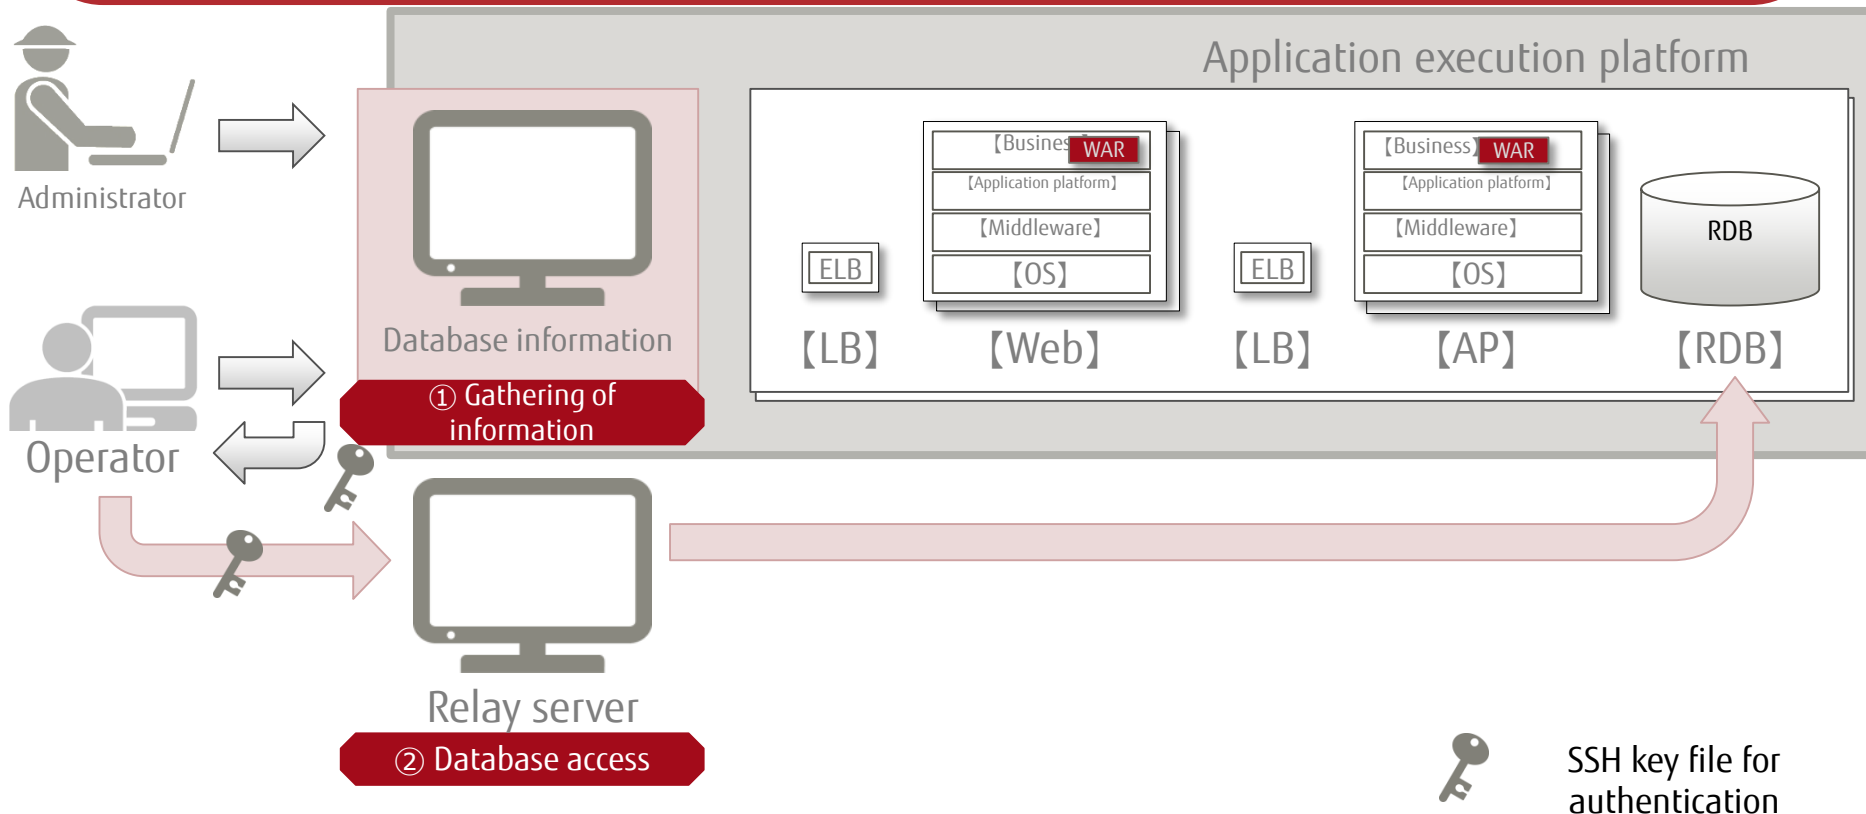 Application execution platform
Administrator
Database information
① Gathering of
information
Operator
【Busines
WAR
【Application platform】
【Middleware】
【OS】
ELB
【LB】
【Web】
ELB
【LB】
【Business】
WAR
【Application platform】
【Middleware】
【OS】
【AP】
RDB
【RDB】
Relay server
② Database access
SSH key file for
authentication